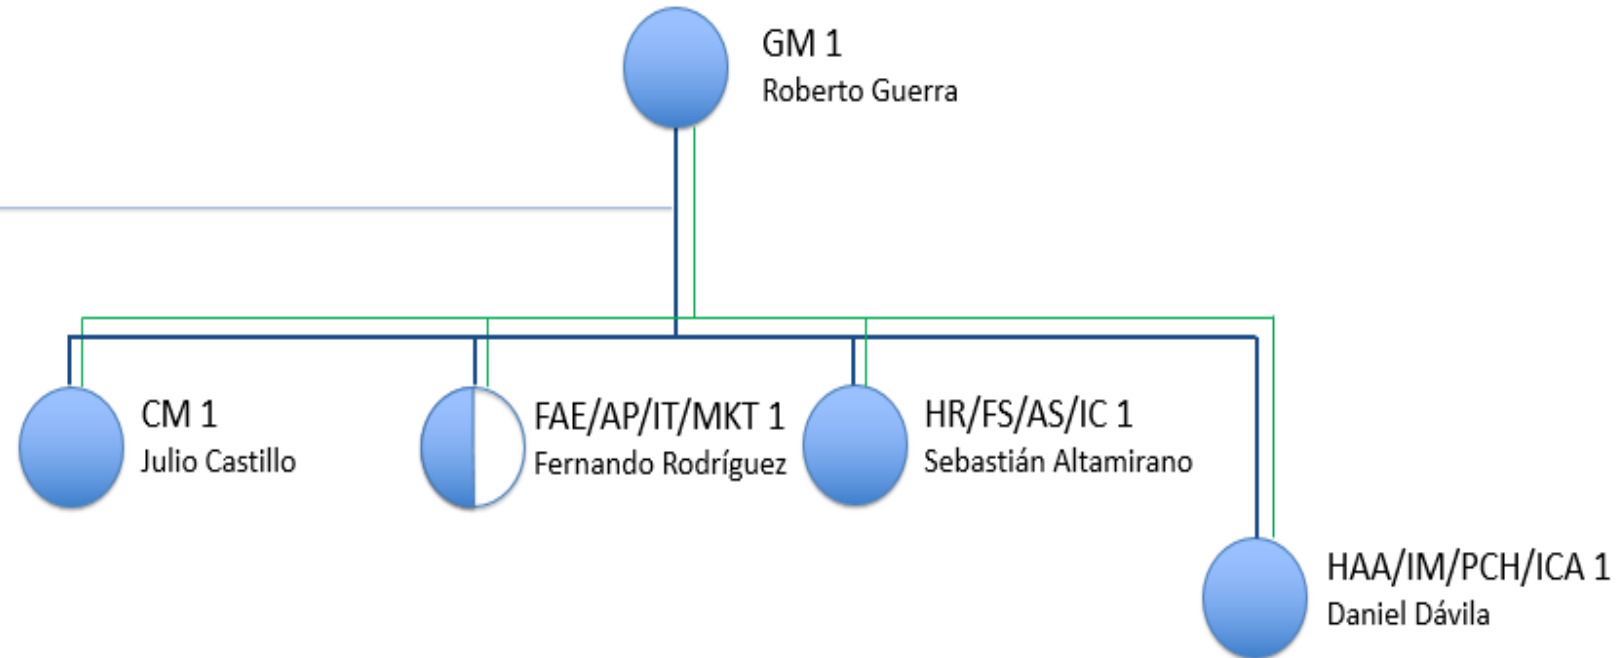 GM 1
Roberto Guerra
CM 1
Julio Castillo
FAE/AP/IT/MKT 1
Fernando Rodríguez
HR/FS/AS/IC 1
Sebastián Altamirano
HAA/IM/PCH/ICA 1
Daniel Dávila